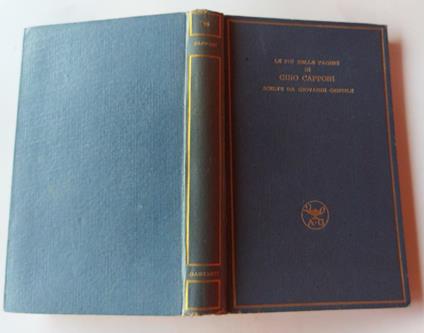 LE PIÙ BELLE PAGINE
DI
GINO CAPPONI
SCELTE DA GIOVANNI GENTILE
CAPPONI
GARZANTI